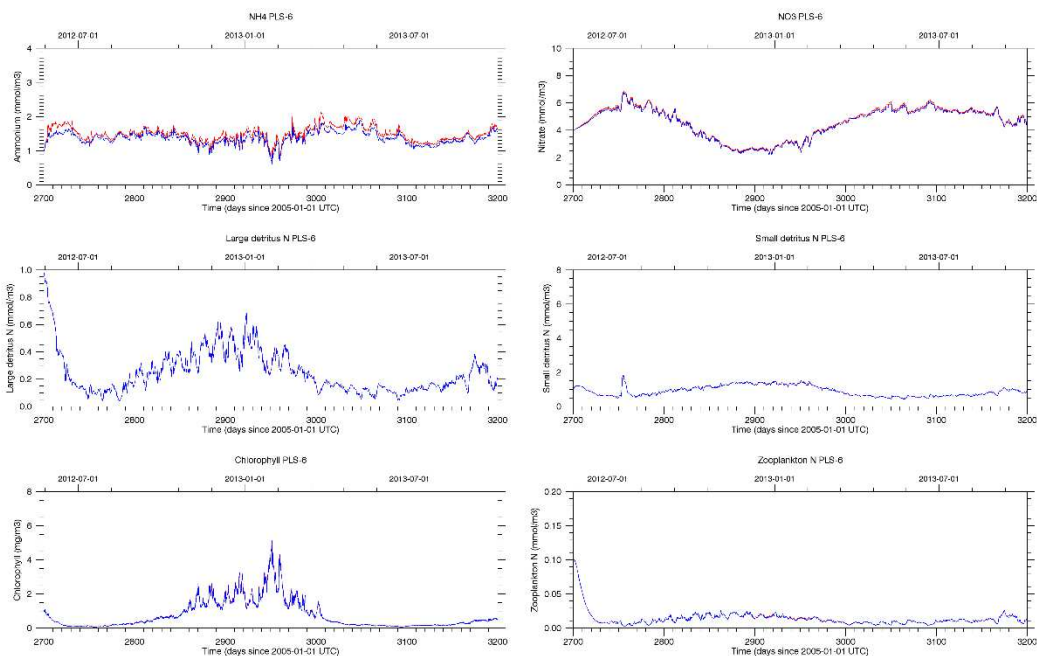 NH4 PLS-6
2012-07-01 2013-01-01 2013-07-01
4
3
2
1
0
Ammonium (mmol/m3)
2700 2800 2900 3000 3100 3200
Time (days since 2005-01-01 UTC)
NO3 PLS-6
2012-07-01 2013-01-01 2013-07-01
10
8
6
4
2
0
Nitrate (mmol/m3)
2700 2800 2900 3000 3100 3200
Time (days since 2005-01-01 UTC)
Large detritus N PLS-6
2012-07-01 2013-01-01 2013-07-01
1.0
0.8
0.6
0.4
0.2
0.0
Large detritus N (mmol/m3)
2700 2800 2900 3000 3100 3200
Time (days since 2005-01-01 UTC)
Small detritus N PLS-6
2012-07-01 2013-01-01 2013-07-01
8
6
4
2
0
Small detritus N (mmol/m3)
2700 2800 2900 3000 3100 3200
Time (days since 2005-01-01 UTC)
Chlorophyll PLS-6
2012-07-01 2013-01-01 2013-07-01
8
6
4
2
0
Chlorophyll (mg/m3)
2700 2800 2900 3000 3100 3200
Time (days since 2005-01-01 UTC)
Zooplankton N PLS-6
2012-07-01 2013-01-01 2013-07-01
0.20
0.15
0.10
0.05
0.00
Zooplankton N (mmol/m3)
2700 2800 2900 3000 3100 3200
Time (days since 2005-01-01 UTC)